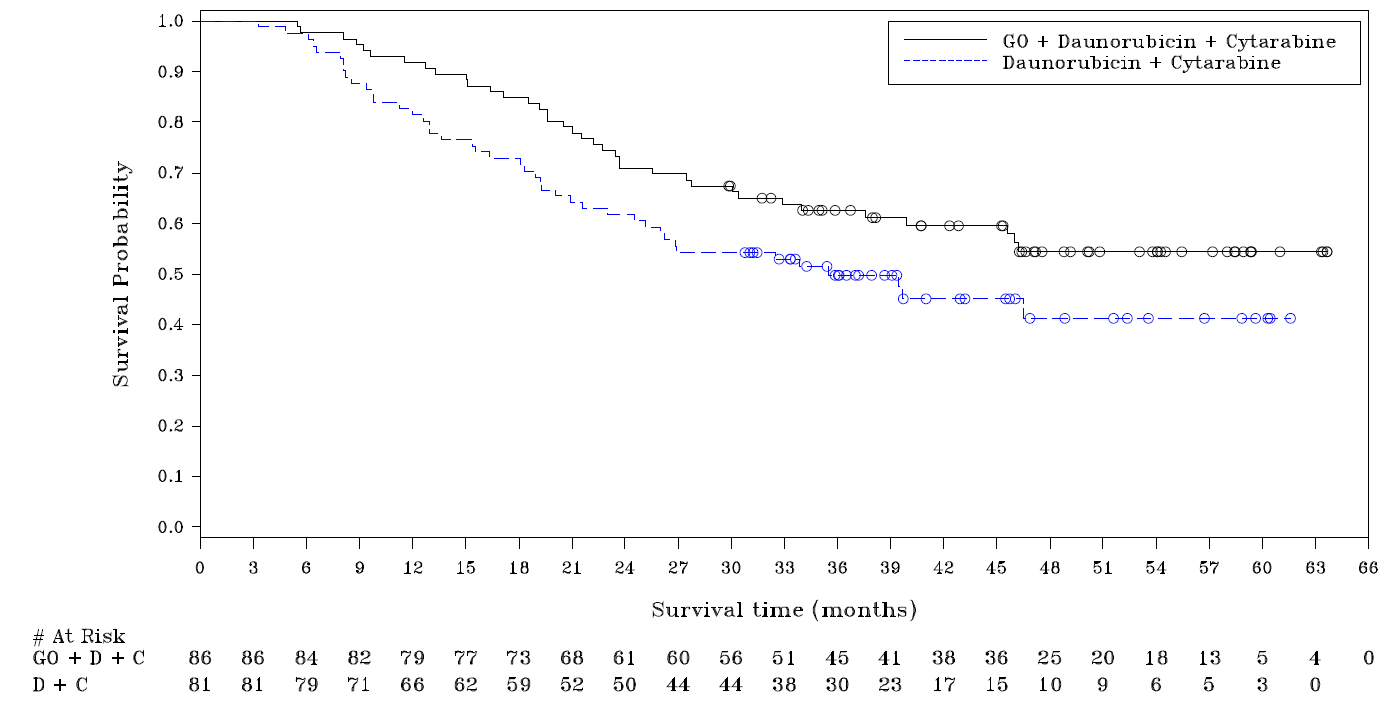 1.0
0.9
0.8
0.7
0.6
0.5
0.4
0.3
0.2
0.1
0.0
Survival Probability
GO + Daunorubicin + Cytarabine
Daunorubicin + Cytarabine
0 3 6 9 12 15 18 21 24 27 30 33 34 39 42 45 48 51 54 57 60 63 66
Survival time (months)
# At Risk
GO + D + C 86 86 84 82 79 77 73 68 61 60 56 51 45 41 38 36 25 20 18 13 5 4 0
D + C 81 81 79 71 66 62 59 52 50 44 44 38 30 23 17 15 10 9 6 5 3 0